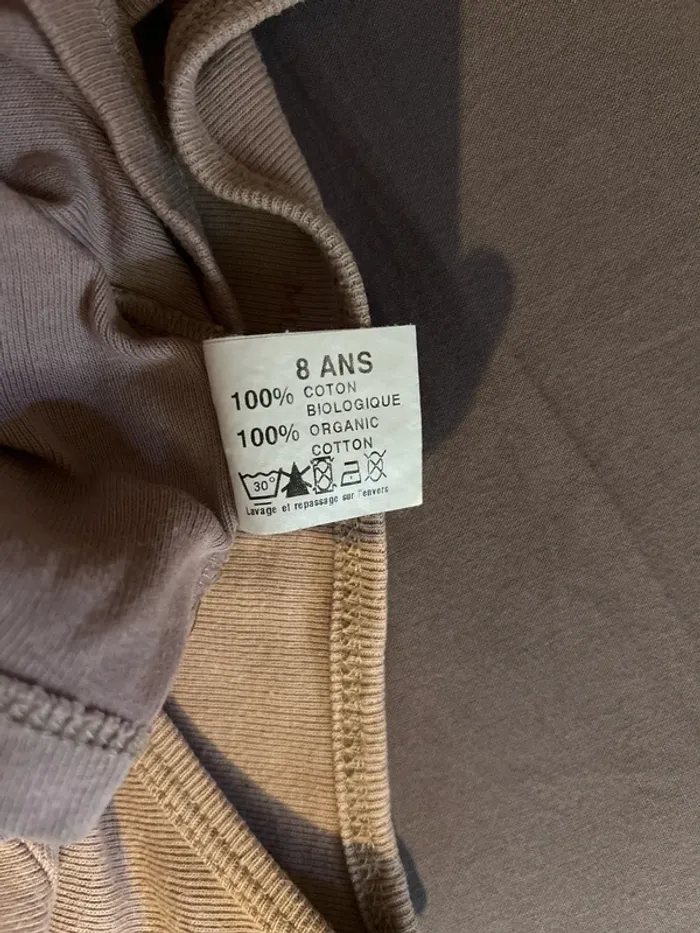 8 ANS
100% COTON
BIOLOGIQUE
100% ORGANIC
COTTON
30°
Lavage et repassage sur l'envers